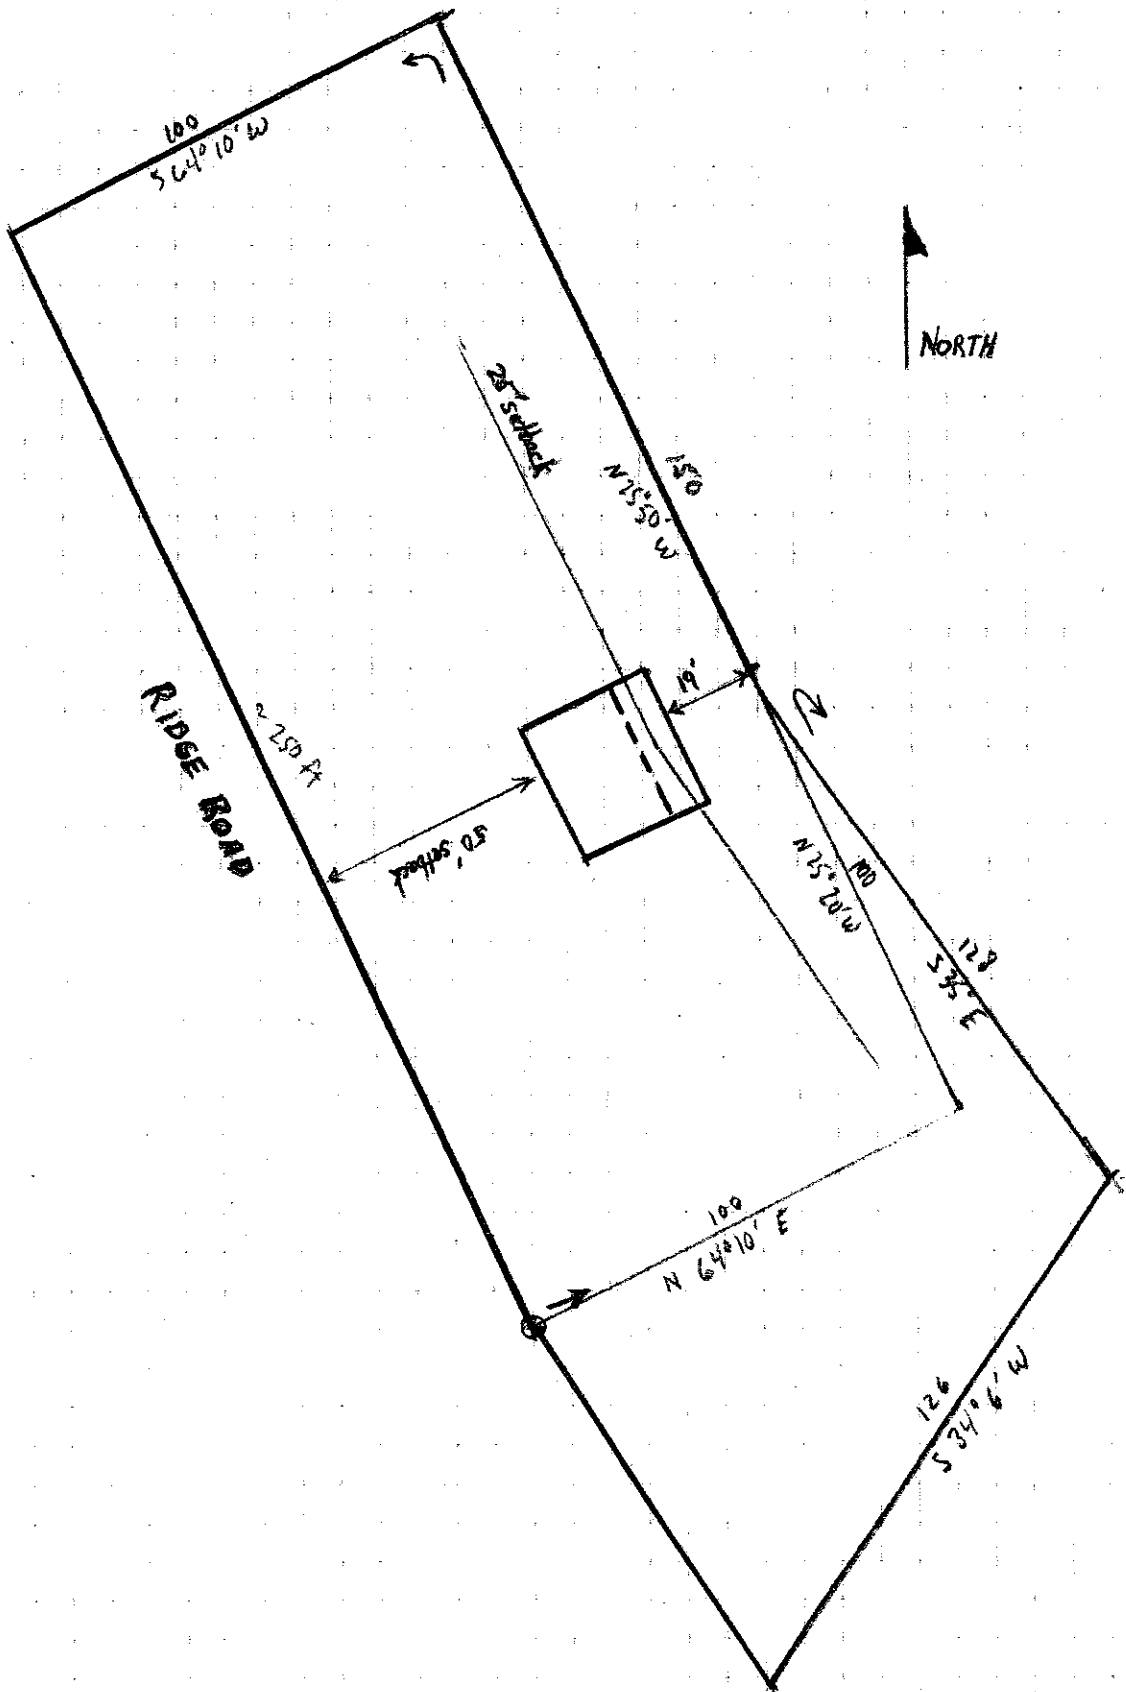 100
S 64° 10' W
NORTH
25' setback
150
N 25° 50' W
19'
RIDGE ROAD
~ 250 ft
50' setback
100
N 25° 20' W
128
S 35° E
100
N 64° 10' E
126
S 34° 6' W